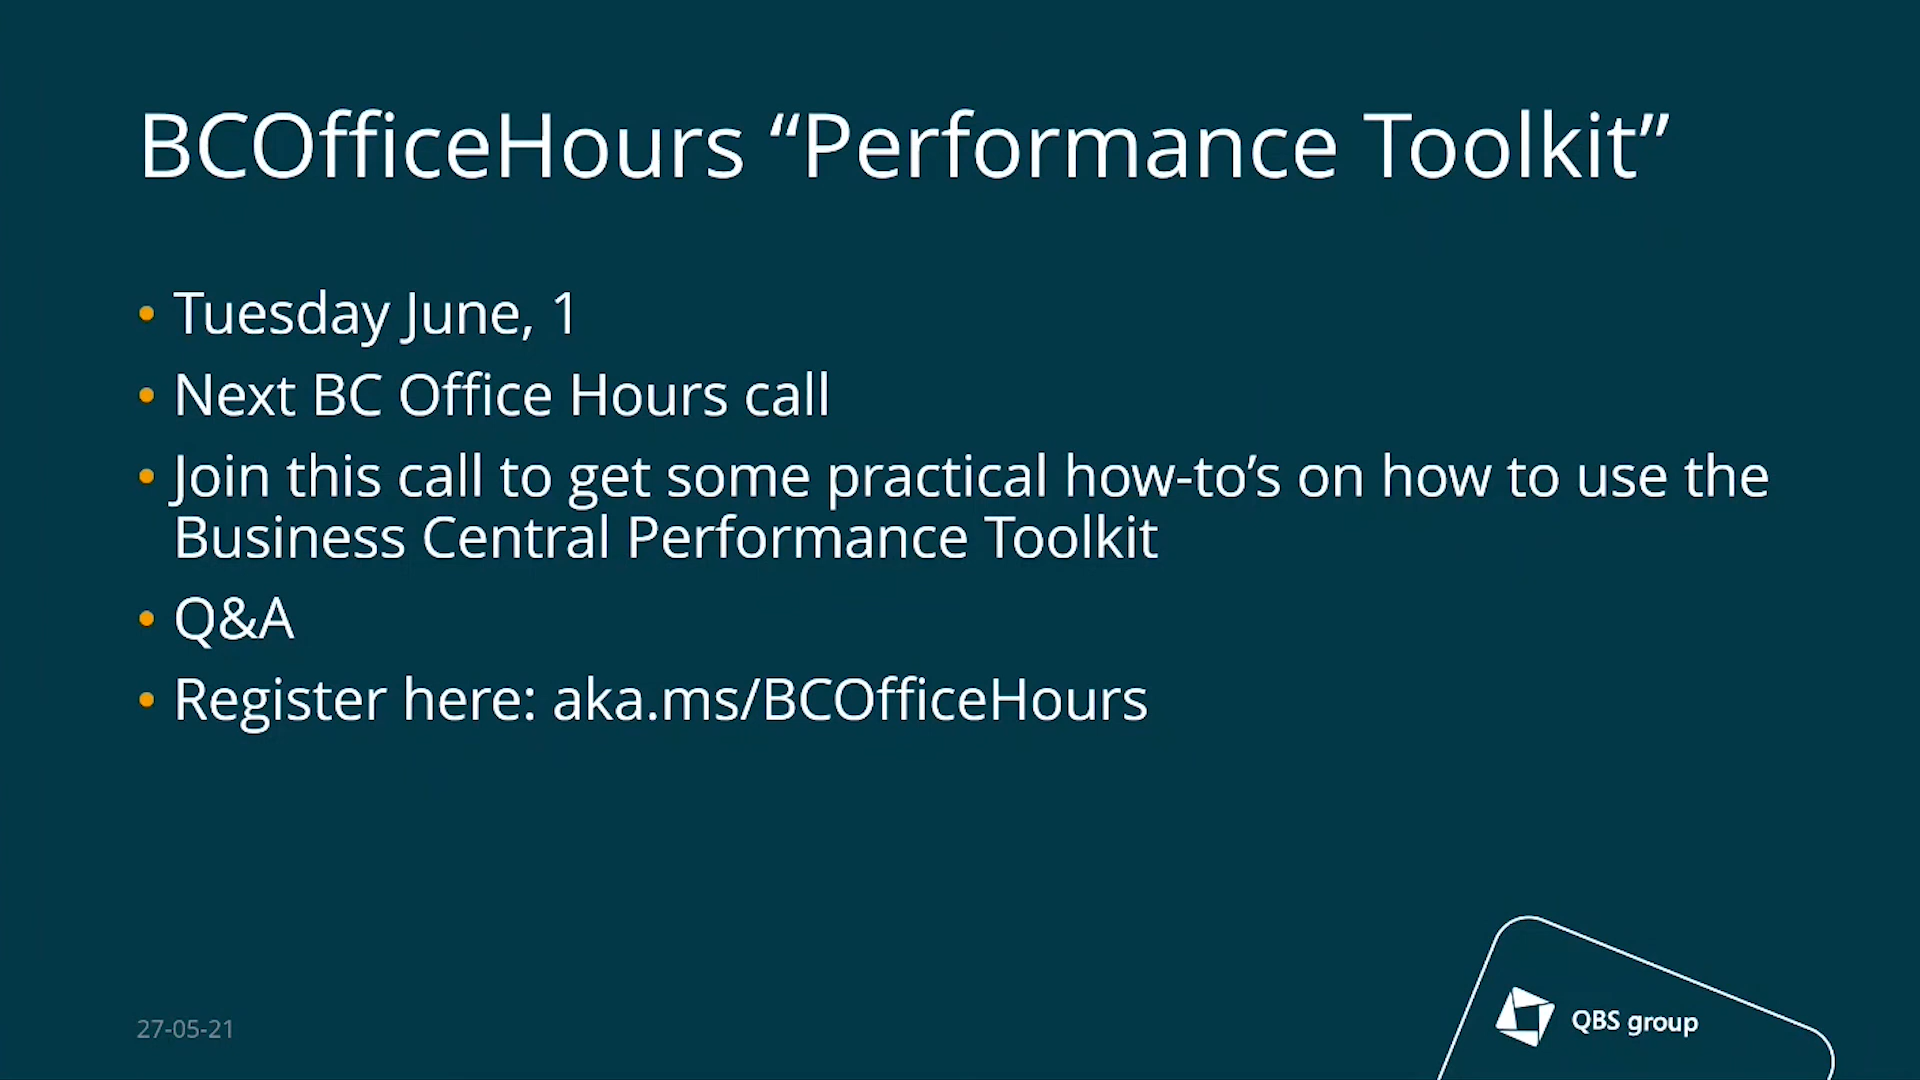 BCOfficeHours “Performance Toolkit”
• Tuesday June, 1
• Next BC Office Hours call
• Join this call to get some practical how-to’s on how to use the
Business Central Performance Toolkit
• Q&A
• Register here: aka.ms/BCOfficeHours
27-05-21
QBS group